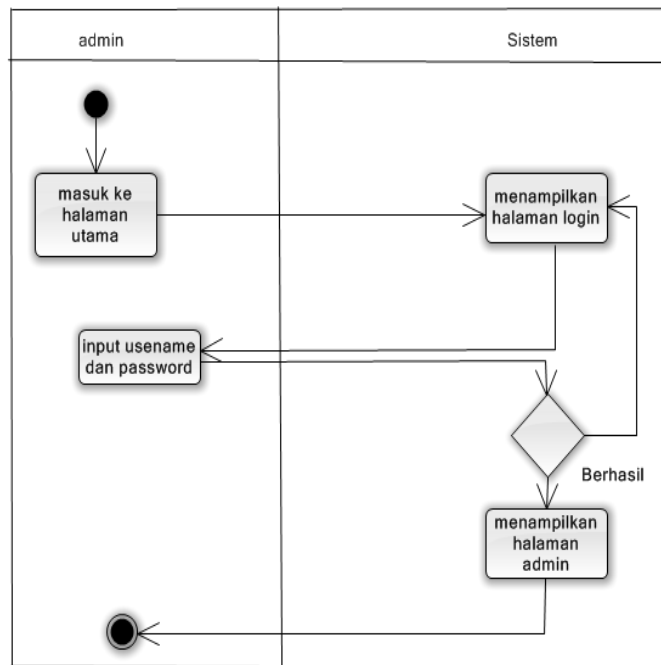 admin
Sistem
masuk ke
halaman
utama
menampilkan
halaman login
input usename
dan password
Berhasil
menampilkan
halaman
admin